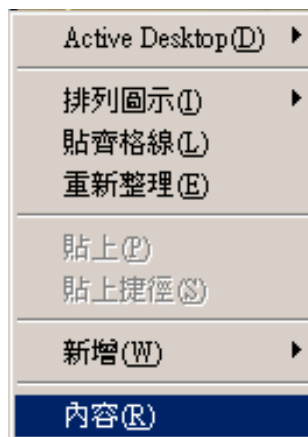 Active Desktop(D)
排列圖示(I)
貼齊格線(L)
重新整理(E)
貼上(P)
貼上捷徑(S)
新增(W)
內容(R)